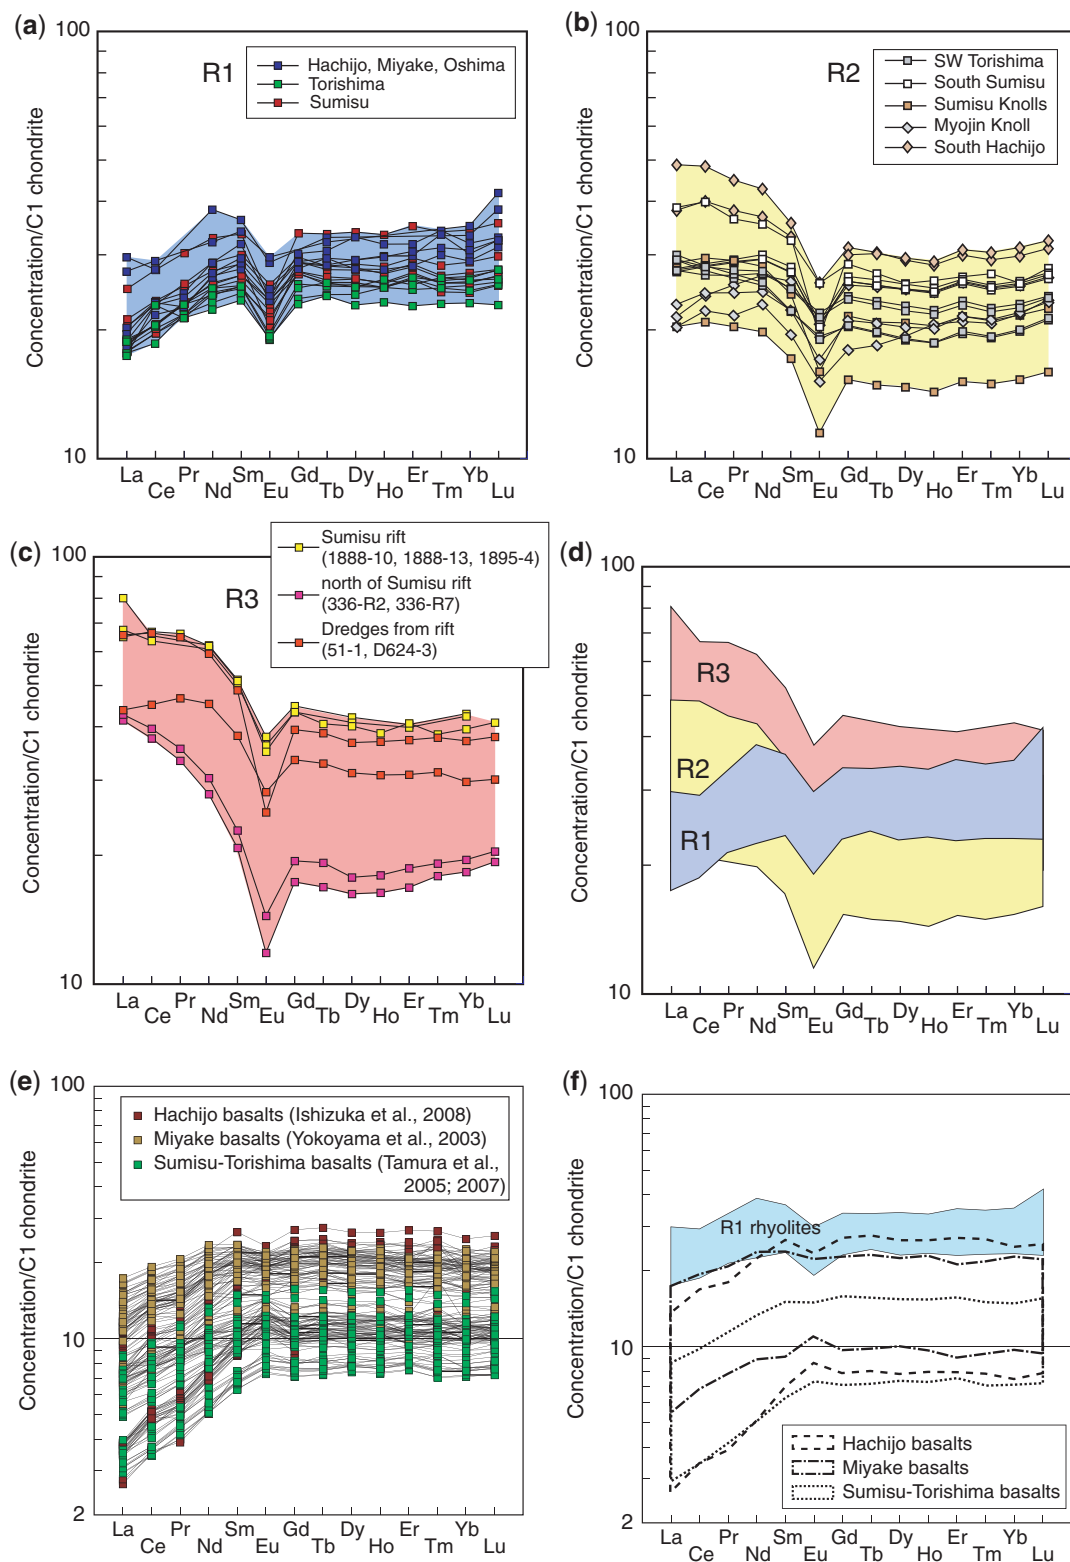 (a)
100
R1
Hachijo, Miyake, Oshima
Torishima
Sumisu
Concentration/C1 chondrite
10
La Ce Pr Nd Sm Eu Gd Tb Dy Ho Er Tm Yb Lu
(b)
100
R2
SW Torishima
South Sumisu
Sumisu Knolls
Myojin Knoll
South Hachijo
Concentration/C1 chondrite
10
La Ce Pr Nd Sm Eu Gd Tb Dy Ho Er Tm Yb Lu
(c)
100
R3
Sumisu rift
(1888-10, 1888-13, 1895-4)
north of Sumisu rift
(336-R2, 336-R7)
Dredges from rift
(51-1, D624-3)
Concentration/C1 chondrite
10
La Ce Pr Nd Sm Eu Gd Tb Dy Ho Er Tm Yb Lu
(d)
100
R3
R2
R1
Concentration/C1 chondrite
10
La Ce Pr Nd Sm Eu Gd Tb Dy Ho Er Tm Yb Lu
(e)
100
Hachijo basalts (Ishizuka et al., 2008)
Miyake basalts (Yokoyama et al., 2003)
Sumisu-Torishima basalts (Tamura et al.,
2005; 2007)
Concentration/C1 chondrite
10
2
La Ce Pr Nd Sm Eu Gd Tb Dy Ho Er Tm Yb Lu
(f)
100
R1 rhyolites
Concentration/C1 chondrite
10
Hachijo basalts
Miyake basalts
Sumisu-Torishima basalts
2
La Ce Pr Nd Sm Eu Gd Tb Dy Ho Er Tm Yb Lu